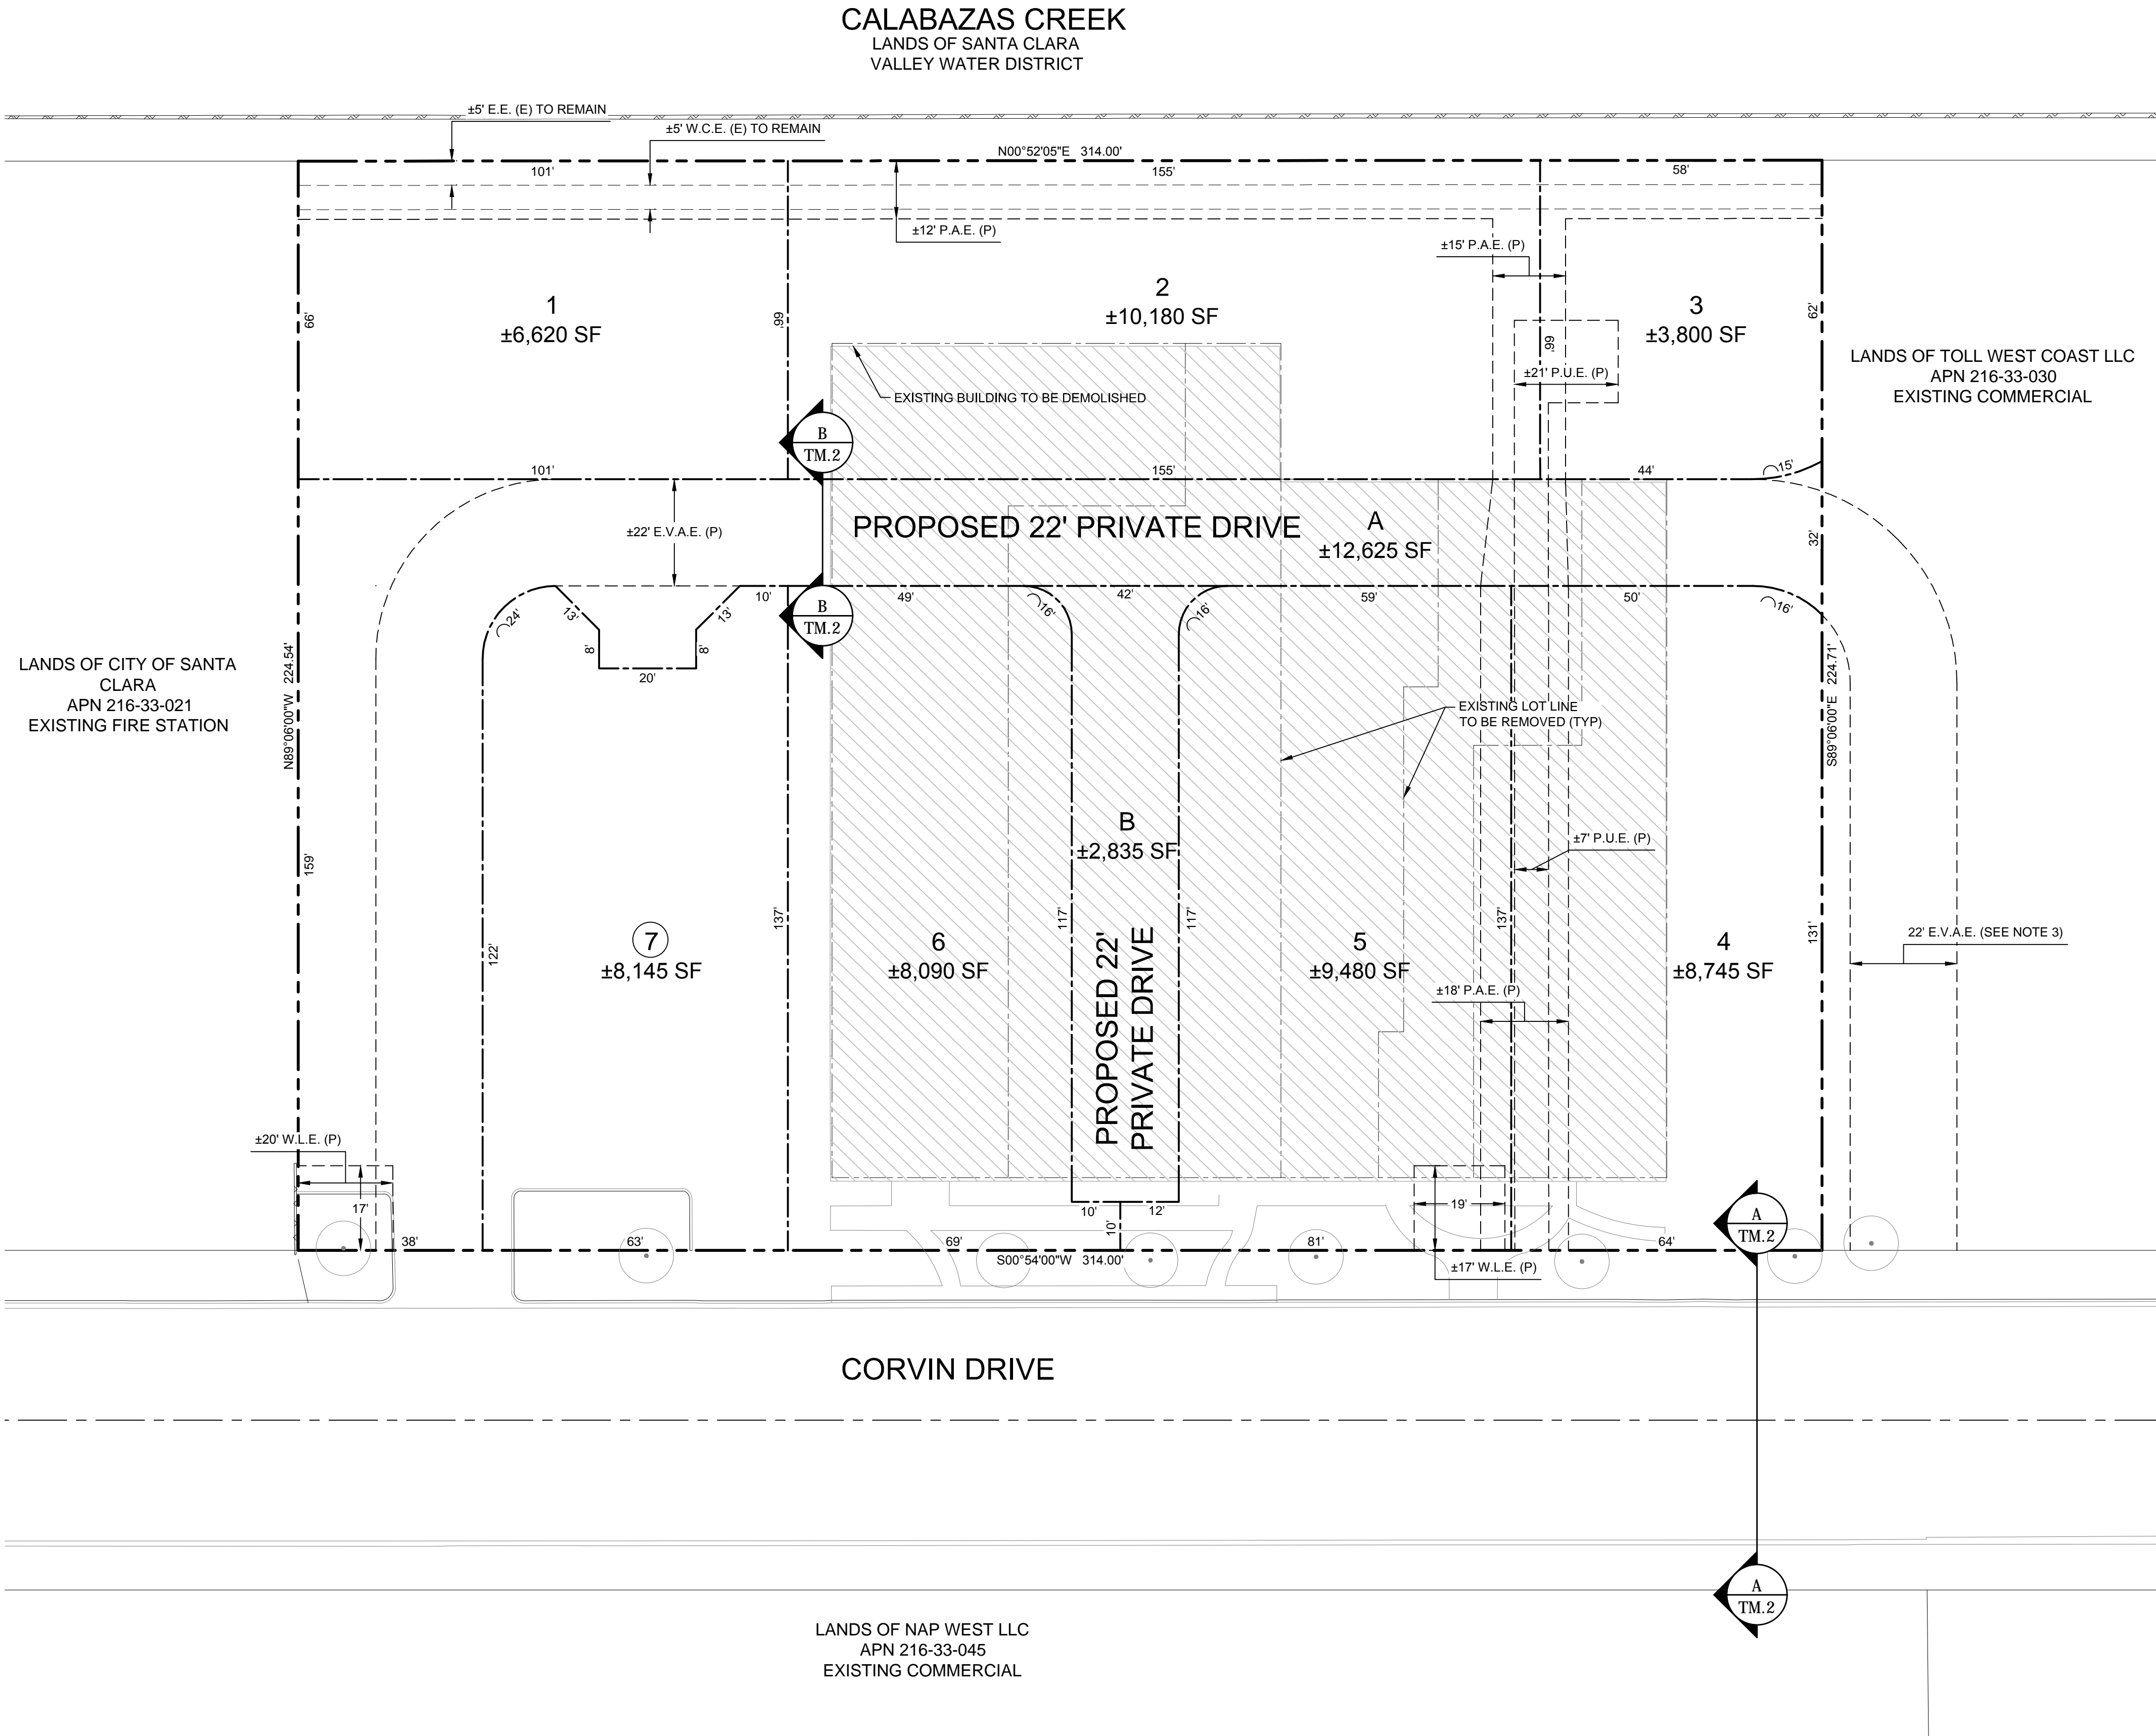 CALABAZAS CREEK
LANDS OF SANTA CLARA
VALLEY WATER DISTRICT
±5' E.E. (E) TO REMAIN
±5' W.C.E. (E) TO REMAIN
N00°52'05"E 314.00'
101'
155'
58'
±12' P.A.E. (P)
±15' P.A.E. (P)
1
±6,620 SF
2
±10,180 SF
3
±3,800 SF
66'
66'
66'
62'
±21' P.U.E. (P)
EXISTING BUILDING TO BE DEMOLISHED
LANDS OF TOLL WEST COAST LLC
APN 216-33-030
EXISTING COMMERCIAL
B
TM.2
101'
155'
44'
15'
±22' E.V.A.E. (P)
PROPOSED 22' PRIVATE DRIVE
A
±12,625 SF
32'
24'
13'
8'
20'
8'
13'
10'
B
TM.2
49'
16'
42'
16'
59'
50'
16'
LANDS OF CITY OF SANTA
CLARA
APN 216-33-021
EXISTING FIRE STATION
N89°06'00"W 224.54'
S89°06'00"E 224.71'
EXISTING LOT LINE
TO BE REMOVED (TYP)
B
±2,835 SF
±7' P.U.E. (P)
159'
122'
137'
117'
117'
137'
131'
7
±8,145 SF
6
±8,090 SF
PROPOSED 22'
PRIVATE DRIVE
5
±9,480 SF
4
±8,745 SF
22' E.V.A.E. (SEE NOTE 3)
±18' P.A.E. (P)
±20' W.L.E. (P)
17'
19'
10'
12'
10'
38'
63'
69'
81'
64'
S00°54'00"W 314.00'
±17' W.L.E. (P)
A
TM.2
CORVIN DRIVE
A
TM.2
LANDS OF NAP WEST LLC
APN 216-33-045
EXISTING COMMERCIAL